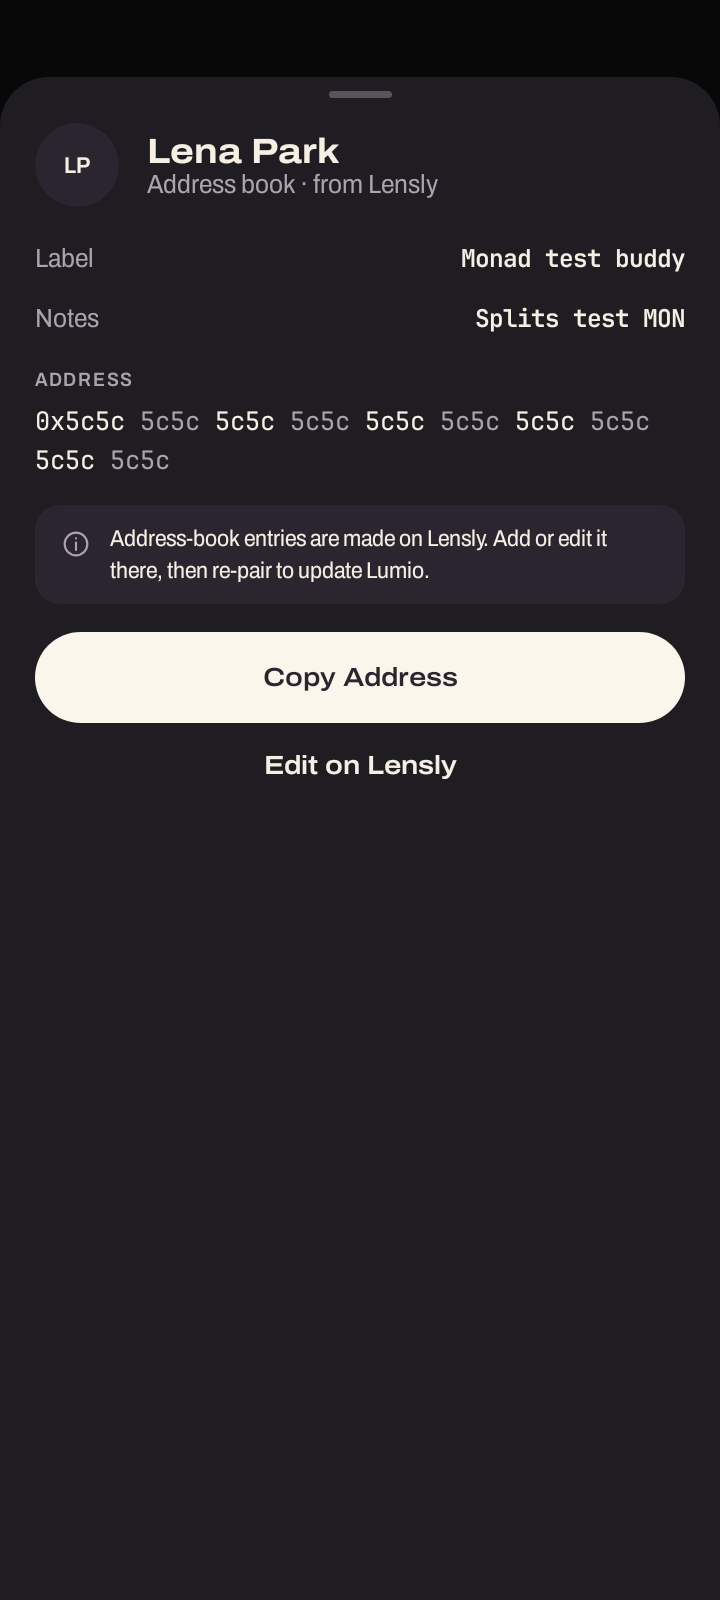 LP
Lena Park
Address book · from Lensly
Label Monad test buddy
Notes Splits test MON
ADDRESS
0x5c5c 5c5c 5c5c 5c5c 5c5c 5c5c 5c5c 5c5c
5c5c 5c5c
Address-book entries are made on Lensly. Add or edit it
there, then re-pair to update Lumio.
Copy Address
Edit on Lensly